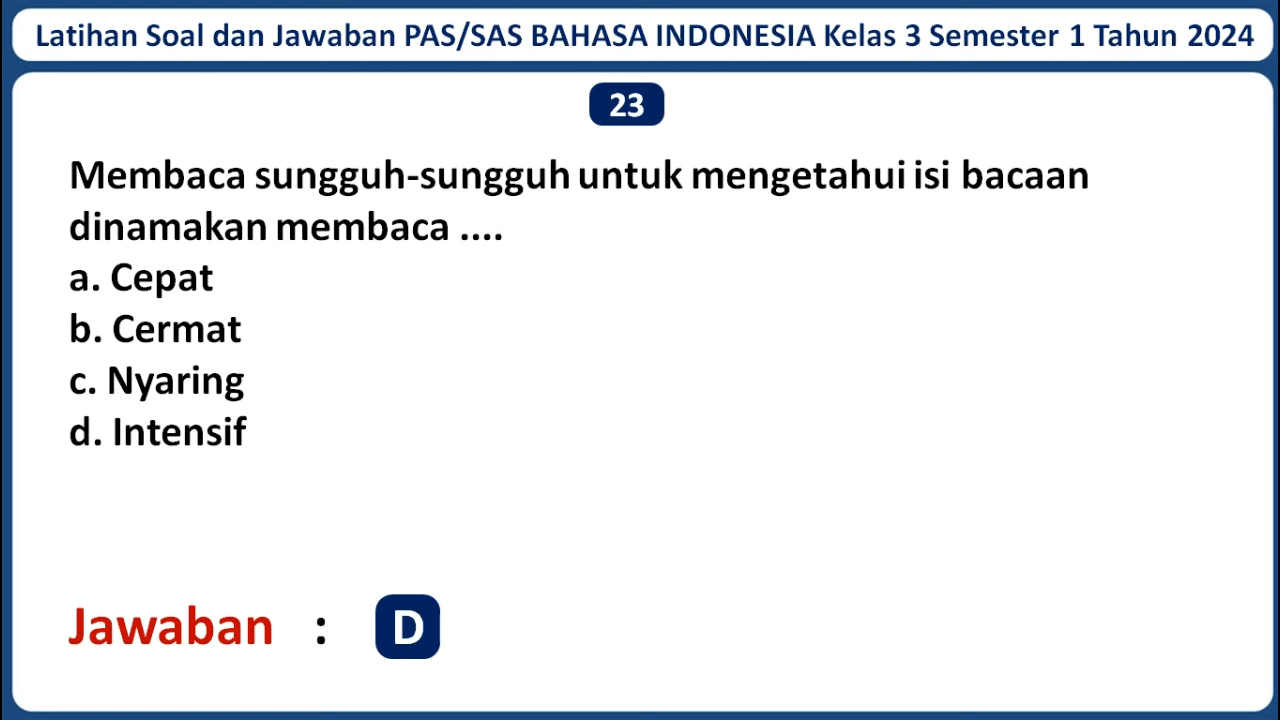 Latihan Soal dan Jawaban PAS/SAS BAHASA INDONESIA Kelas 3 Semester 1 Tahun 2024
23
Membaca sungguh-sungguh untuk mengetahui isi bacaan
dinamakan membaca ....
a. Cepat
b. Cermat
c. Nyaring
d. Intensif
Jawaban : D